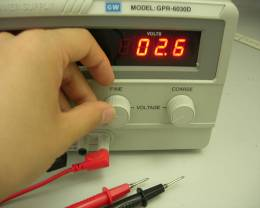 GW MODEL:GPR-6030D
VOLTS
02.6
FINE COARSE
VOLTAGE